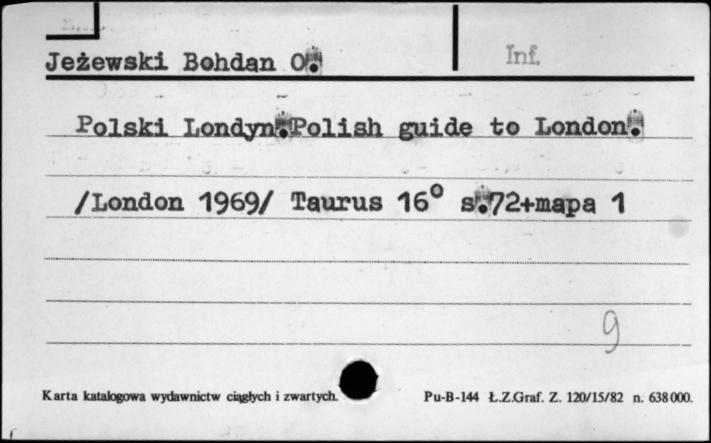 Inf.
Jeżewski Bohdan O.
Polski Londyn.Polish guide to London.
/London 1969/ Taurus 16° s.72+mapa 1
9
Karta katalogowa wydawnictw ciągłych i zwartych. Pu-B-144 Ł.Z.Graf. Z. 120/15/82 n. 638000.